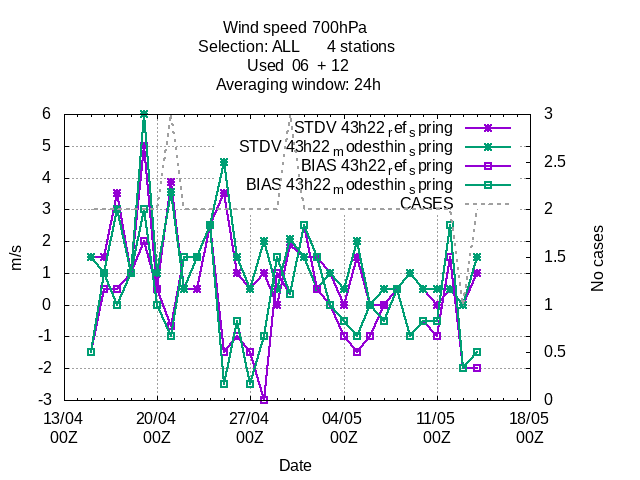 Wind speed 700hPa
Selection: ALL 4 stations
Used 06 + 12
Averaging window: 24h
STDV 43h22_ref_spring
STDV 43h22_modesthin_spring
BIAS 43h22_ref_spring
BIAS 43h22_modesthin_spring
CASES
6
5
4
3
2
1
0
-1
-2
-3
m/s
3
2.5
2
1.5
1
0.5
0
No cases
13/04 20/04 27/04 04/05 11/05 18/05
00Z 00Z 00Z 00Z 00Z 00Z
Date